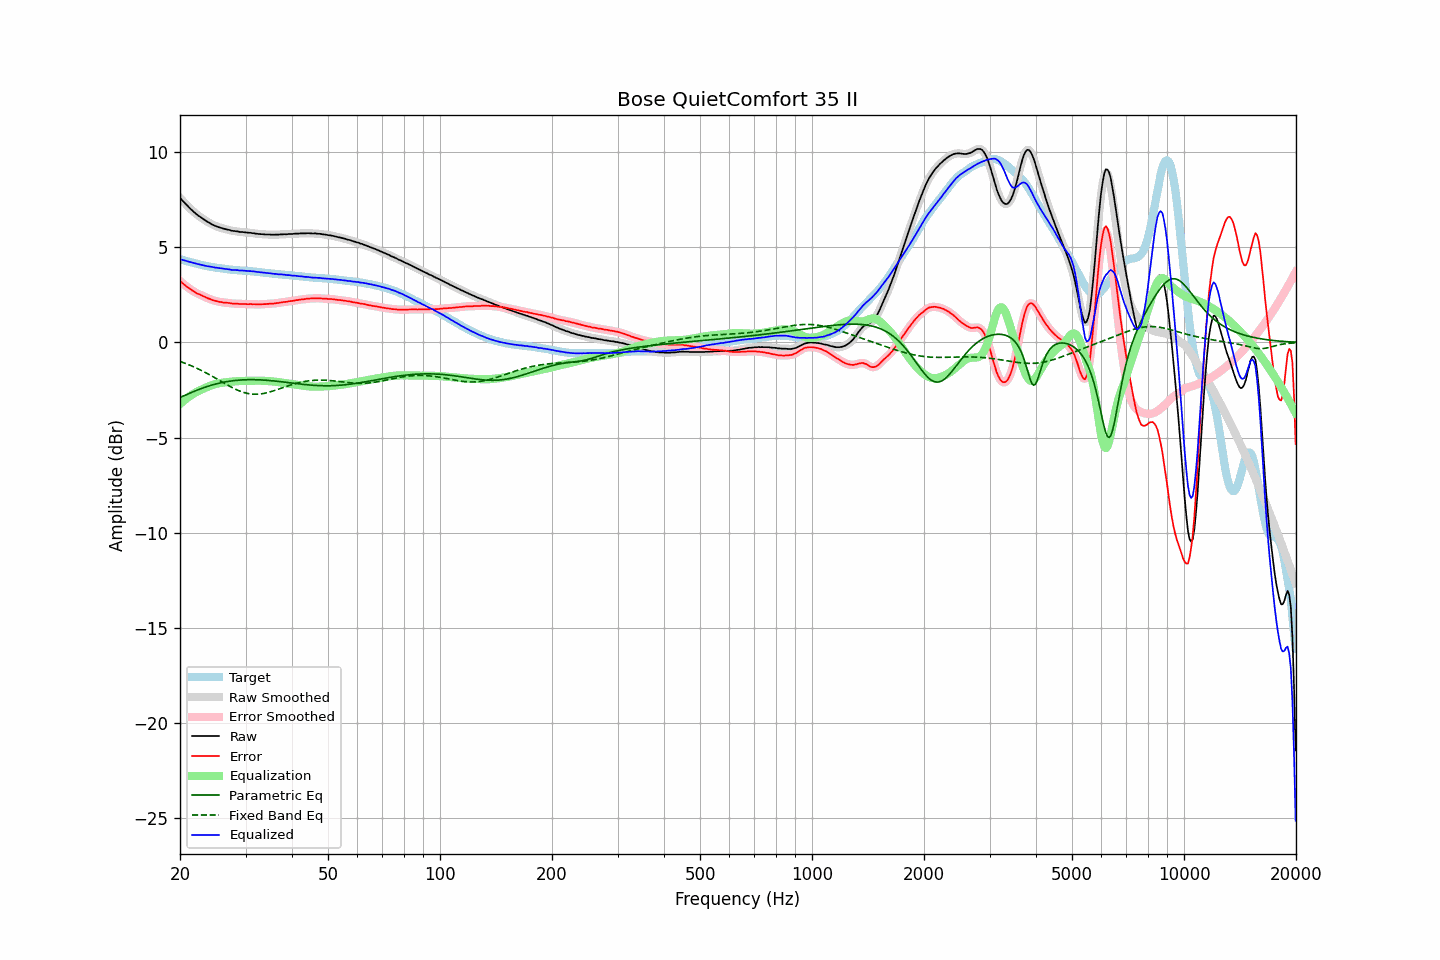 Bose QuietComfort 35 II
Amplitude (dBr)
10
5
0
−5
−10
−15
−20
−25
Target
Raw Smoothed
Error Smoothed
Raw
Error
Equalization
Parametric Eq
Fixed Band Eq
Equalized
20 50 100 200 500 1000 2000 5000 10000 20000
Frequency (Hz)